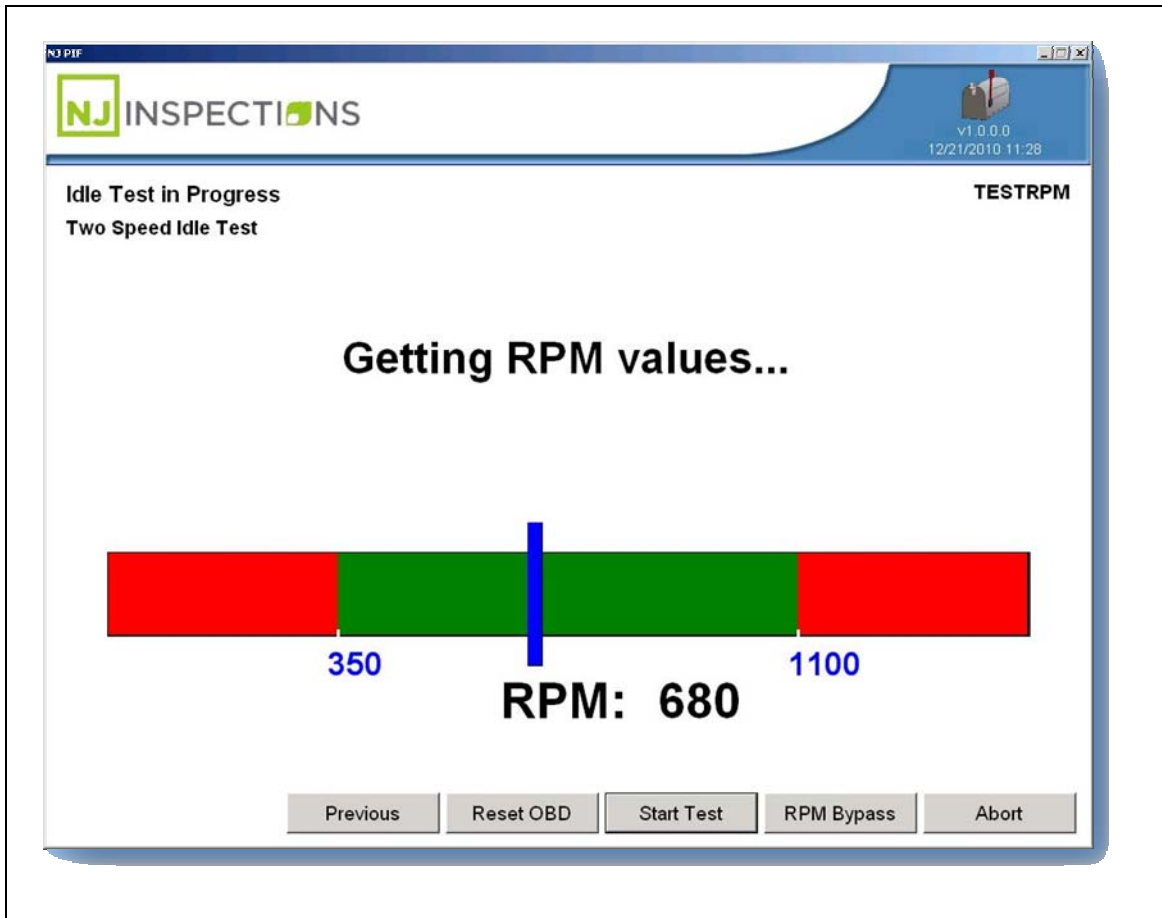 NJ PIF
NJ INSPECTIONS
v1.0.0.0
12/21/2010 11:28
Idle Test in Progress
TESTRPM
Two Speed Idle Test
Getting RPM values...
350
1100
RPM: 680
Previous
Reset OBD
Start Test
RPM Bypass
Abort